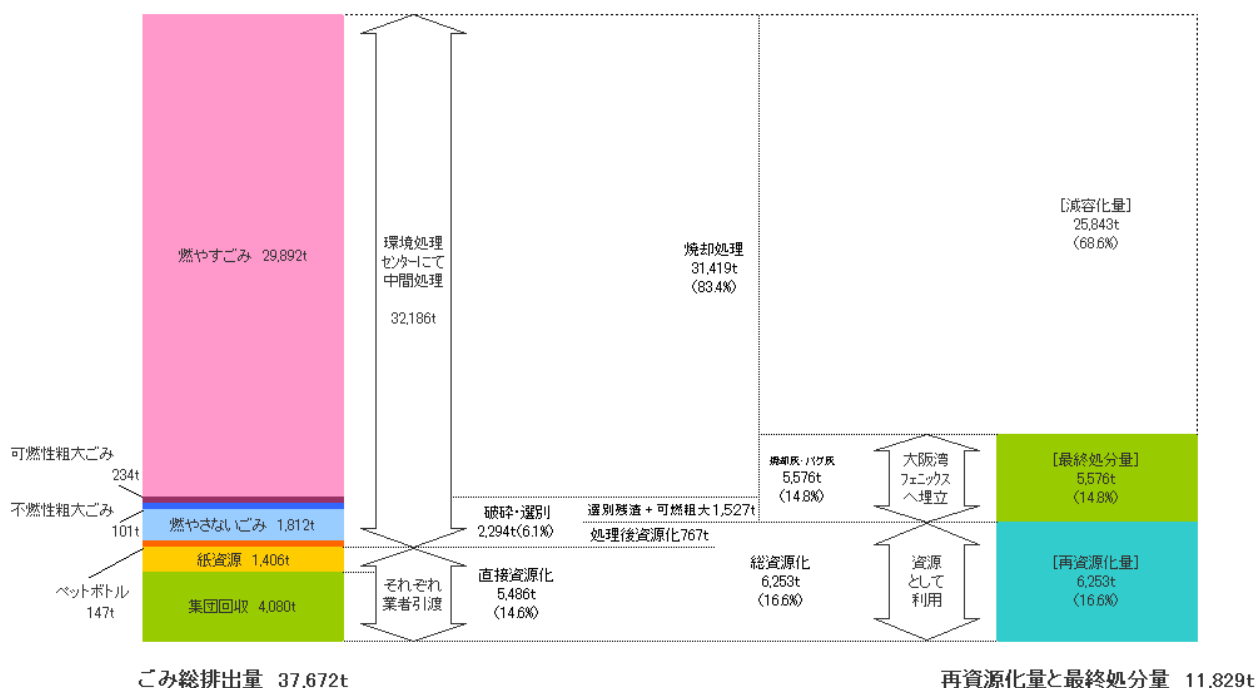 燃やすごみ 29,892t
可燃性粗大ごみ
234t
不燃性粗大ごみ
101t
燃やさないごみ 1,812t
ペットボトル
147t
紙資源 1,406t
集団回収 4,080t
ごみ総排出量 37,672t
環境処理
センターにて
中間処理
32,186t
それぞれ
業者引渡
焼却処理
31,419t
(83.4%)
破砕・選別
2,294t(6.1%)
選別残渣+可燃粗大1,527t
処理後資源化767t
直接資源化
5,486t
(14.6%)
焼却灰・バグ灰
5,576t
(14.8%)
総資源化
6,253t
(16.6%)
大阪湾
フェニックス
へ埋立
資源
として
利用
[減容化量]
25,843t
(68.6%)
[最終処分量]
5,576t
(14.8%)
[再資源化量]
6,253t
(16.6%)
再資源化量と最終処分量 11,829t